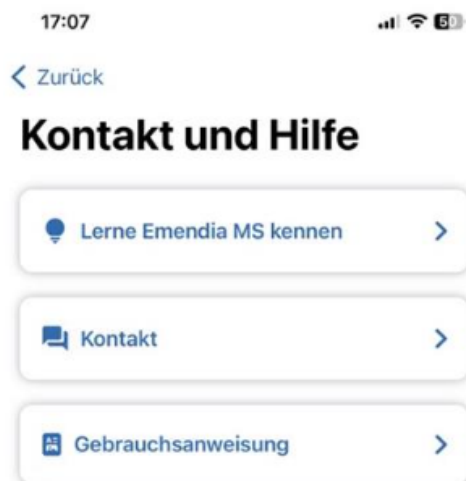 17:07
50
Zurück
Kontakt und Hilfe
Lerne Emendia MS kennen
Kontakt
Gebrauchsanweisung